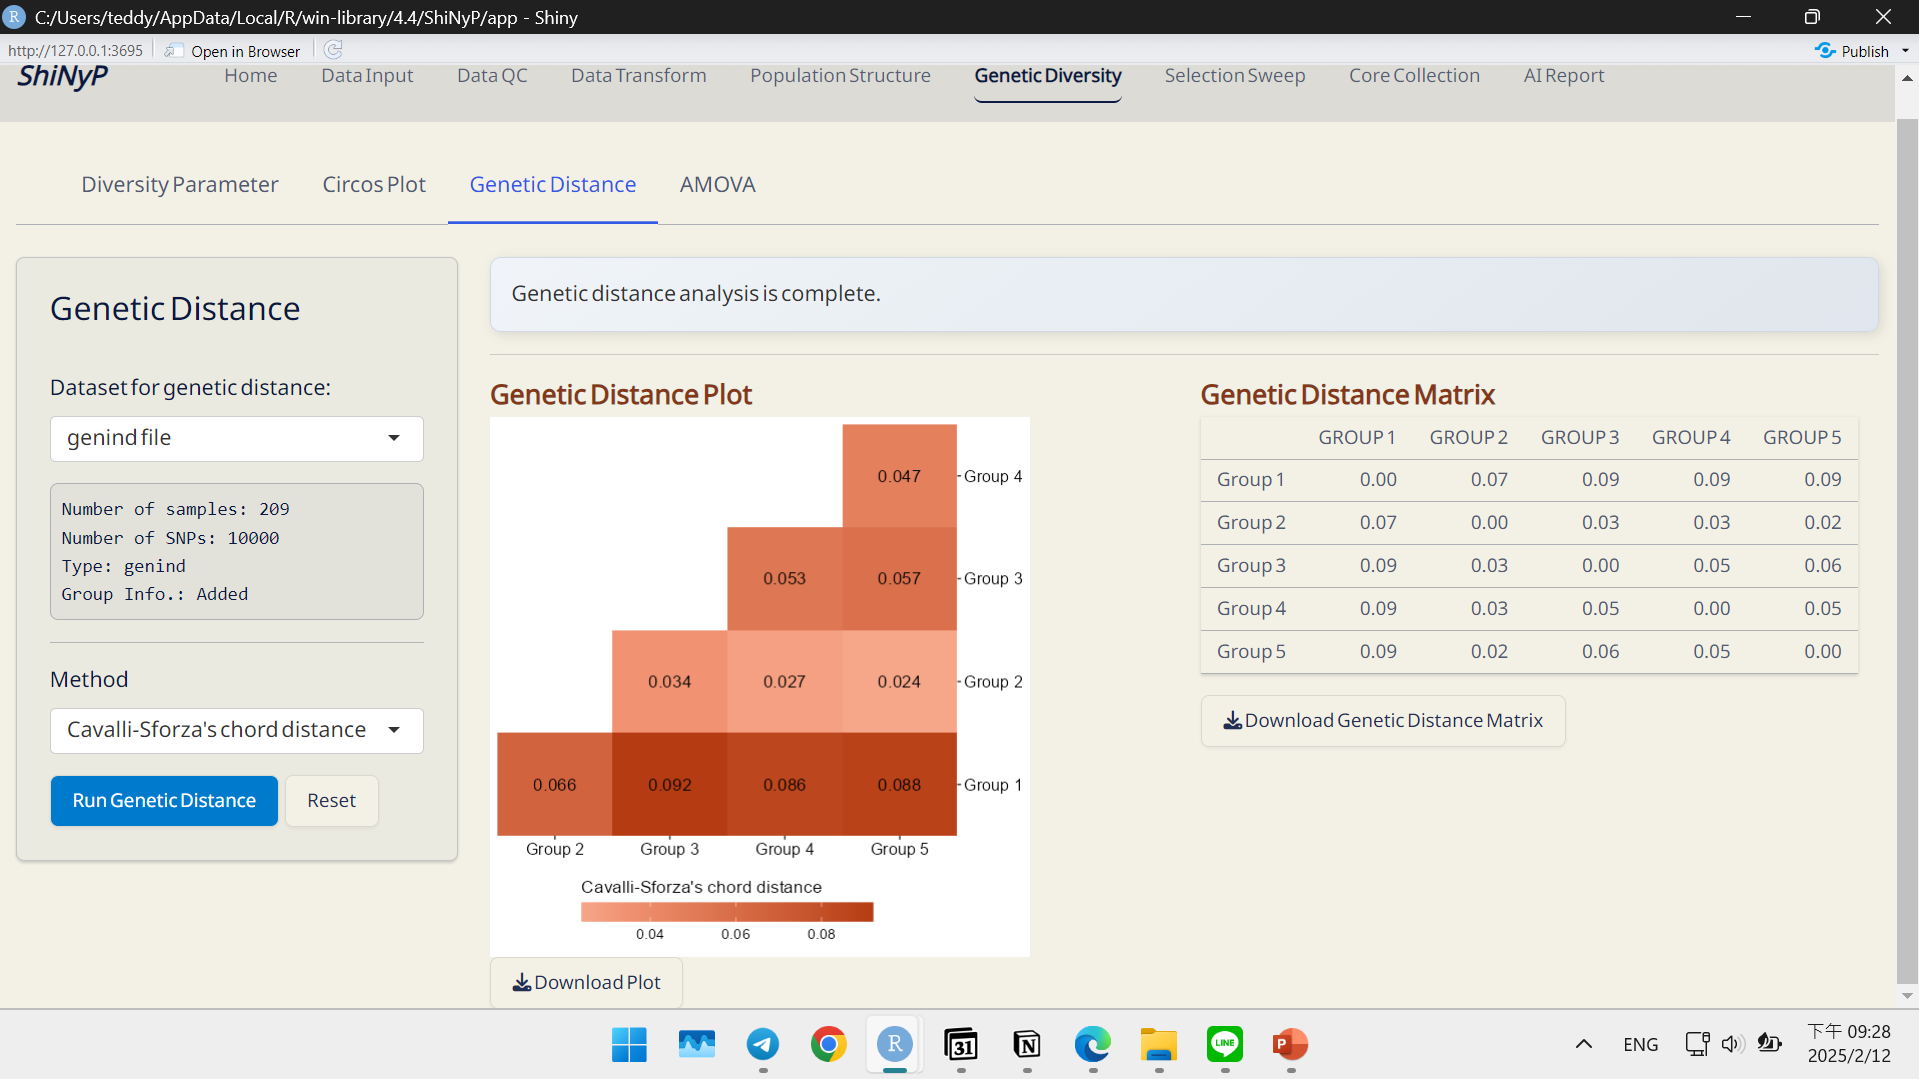 R C:/Users/teddy/AppData/Local/R/win-library/4.4/ShiNyP/app - Shiny
http://127.0.0.1:3695 Open in Browser Publish
ShiNyP Home Data Input Data QC Data Transform Population Structure Genetic Diversity Selection Sweep Core Collection AI Report
Diversity Parameter Circos Plot Genetic Distance AMOVA
Genetic Distance
Dataset for genetic distance:
genind file
Number of samples: 209
Number of SNPs: 10000
Type: genind
Group Info.: Added
Method
Cavalli-Sforza's chord distance
Run Genetic Distance Reset
Genetic distance analysis is complete.
Genetic Distance Plot
0.047 Group 4
0.053 0.057 Group 3
0.034 0.027 0.024 Group 2
0.066 0.092 0.086 0.088 Group 1
Group 2 Group 3 Group 4 Group 5
Cavalli-Sforza's chord distance
0.04 0.06 0.08
Download Plot
Genetic Distance Matrix
GROUP 1 GROUP 2 GROUP 3 GROUP 4 GROUP 5
Group 1 0.00 0.07 0.09 0.09 0.09
Group 2 0.07 0.00 0.03 0.03 0.02
Group 3 0.09 0.03 0.00 0.05 0.06
Group 4 0.09 0.03 0.05 0.00 0.05
Group 5 0.09 0.02 0.06 0.05 0.00
Download Genetic Distance Matrix
R 31 N LINE P ENG 下午 09:28
2025/2/12